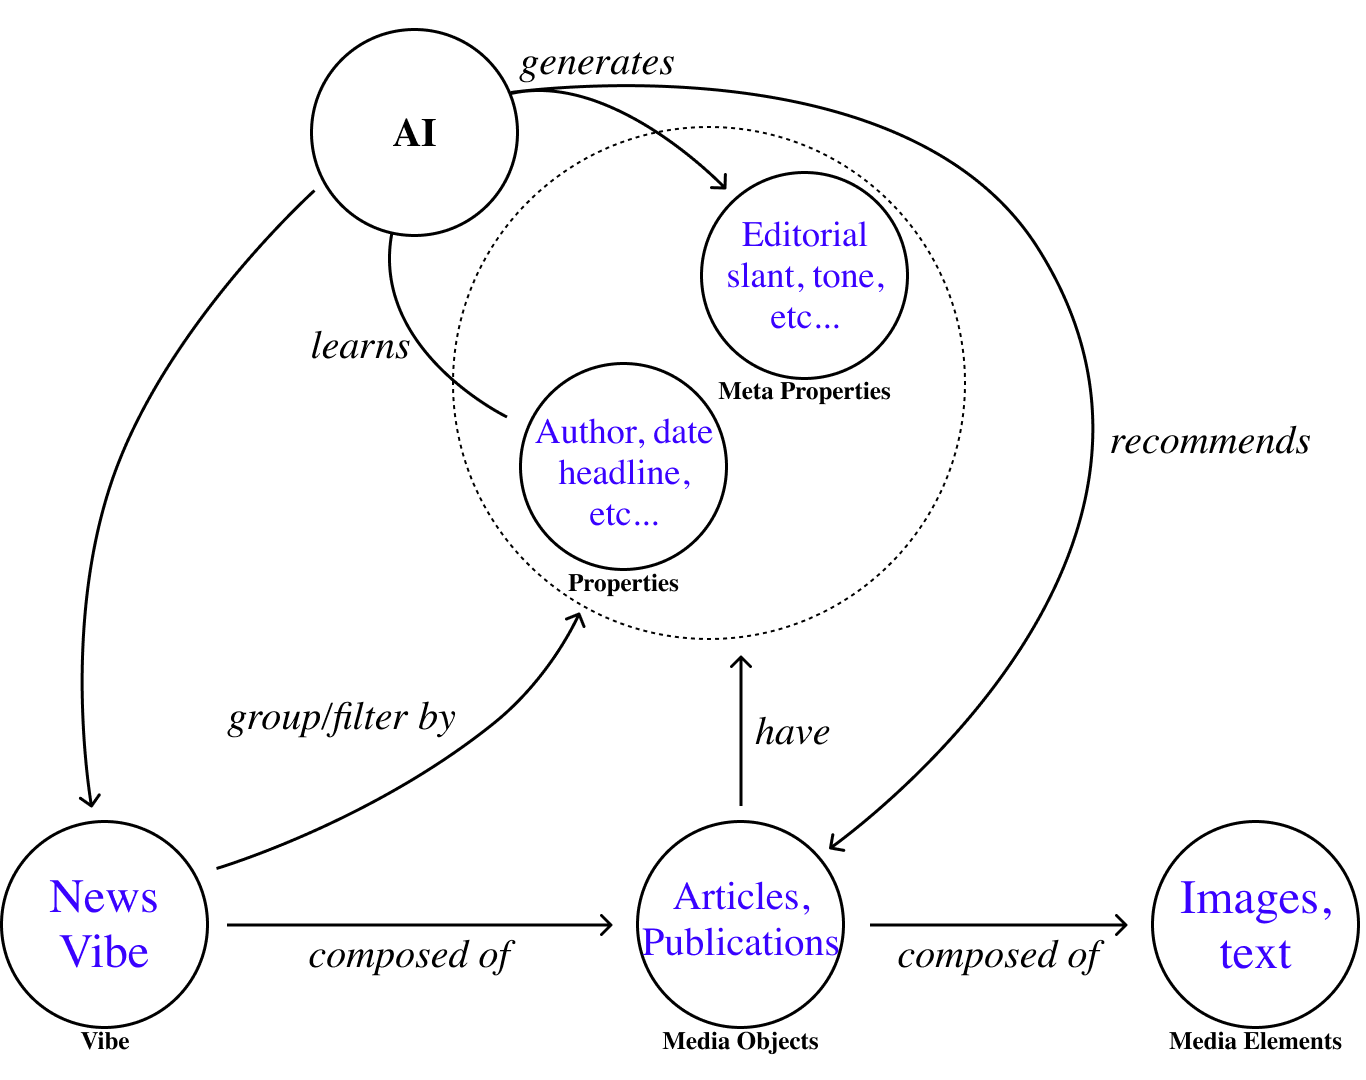 generates
AI
Editorial
slant, tone,
etc...
learns
Meta Properties
recommends
Author, date
headline,
etc...
Properties
group/filter by
have
News
Vibe
composed of
Articles,
Publications
composed of
Images,
text
Vibe
Media Objects
Media Elements